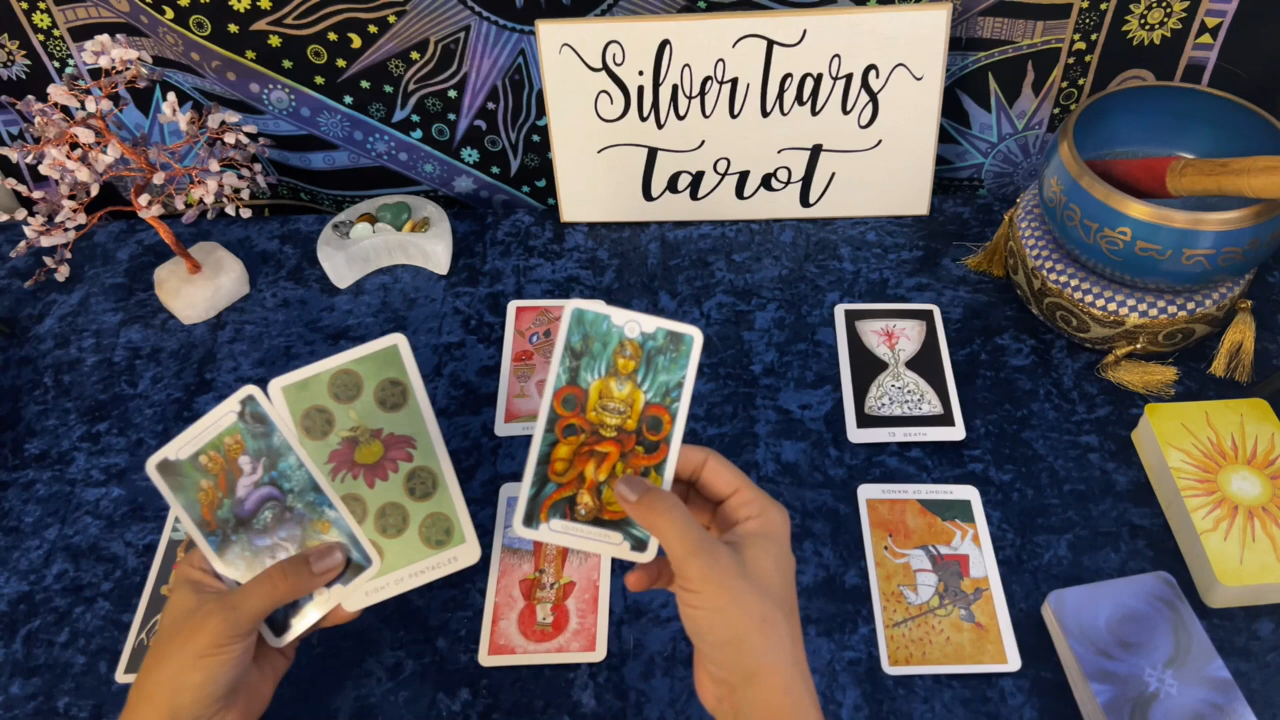 Silver Tears
Tarot
13 DEATH
KNIGHT OF WANDS
EIGHT OF PENTACLES